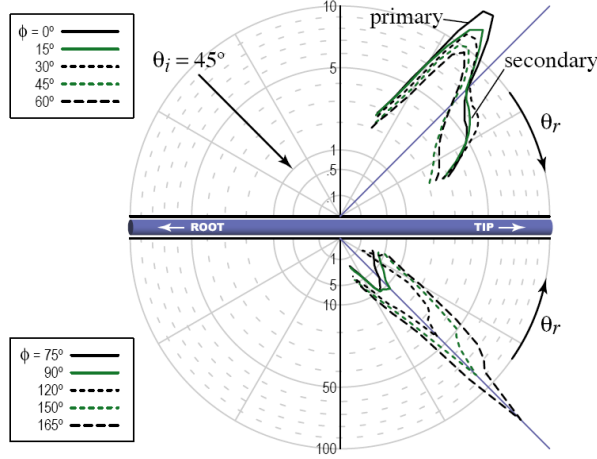 ϕ = 0º
15º
30º
45º
60º
θi = 45º
primary
secondary
θr
10
5
1
.5
.1
ROOT
TIP
1
5
10
50
100
θr
ϕ = 75º
90º
120º
150º
165º